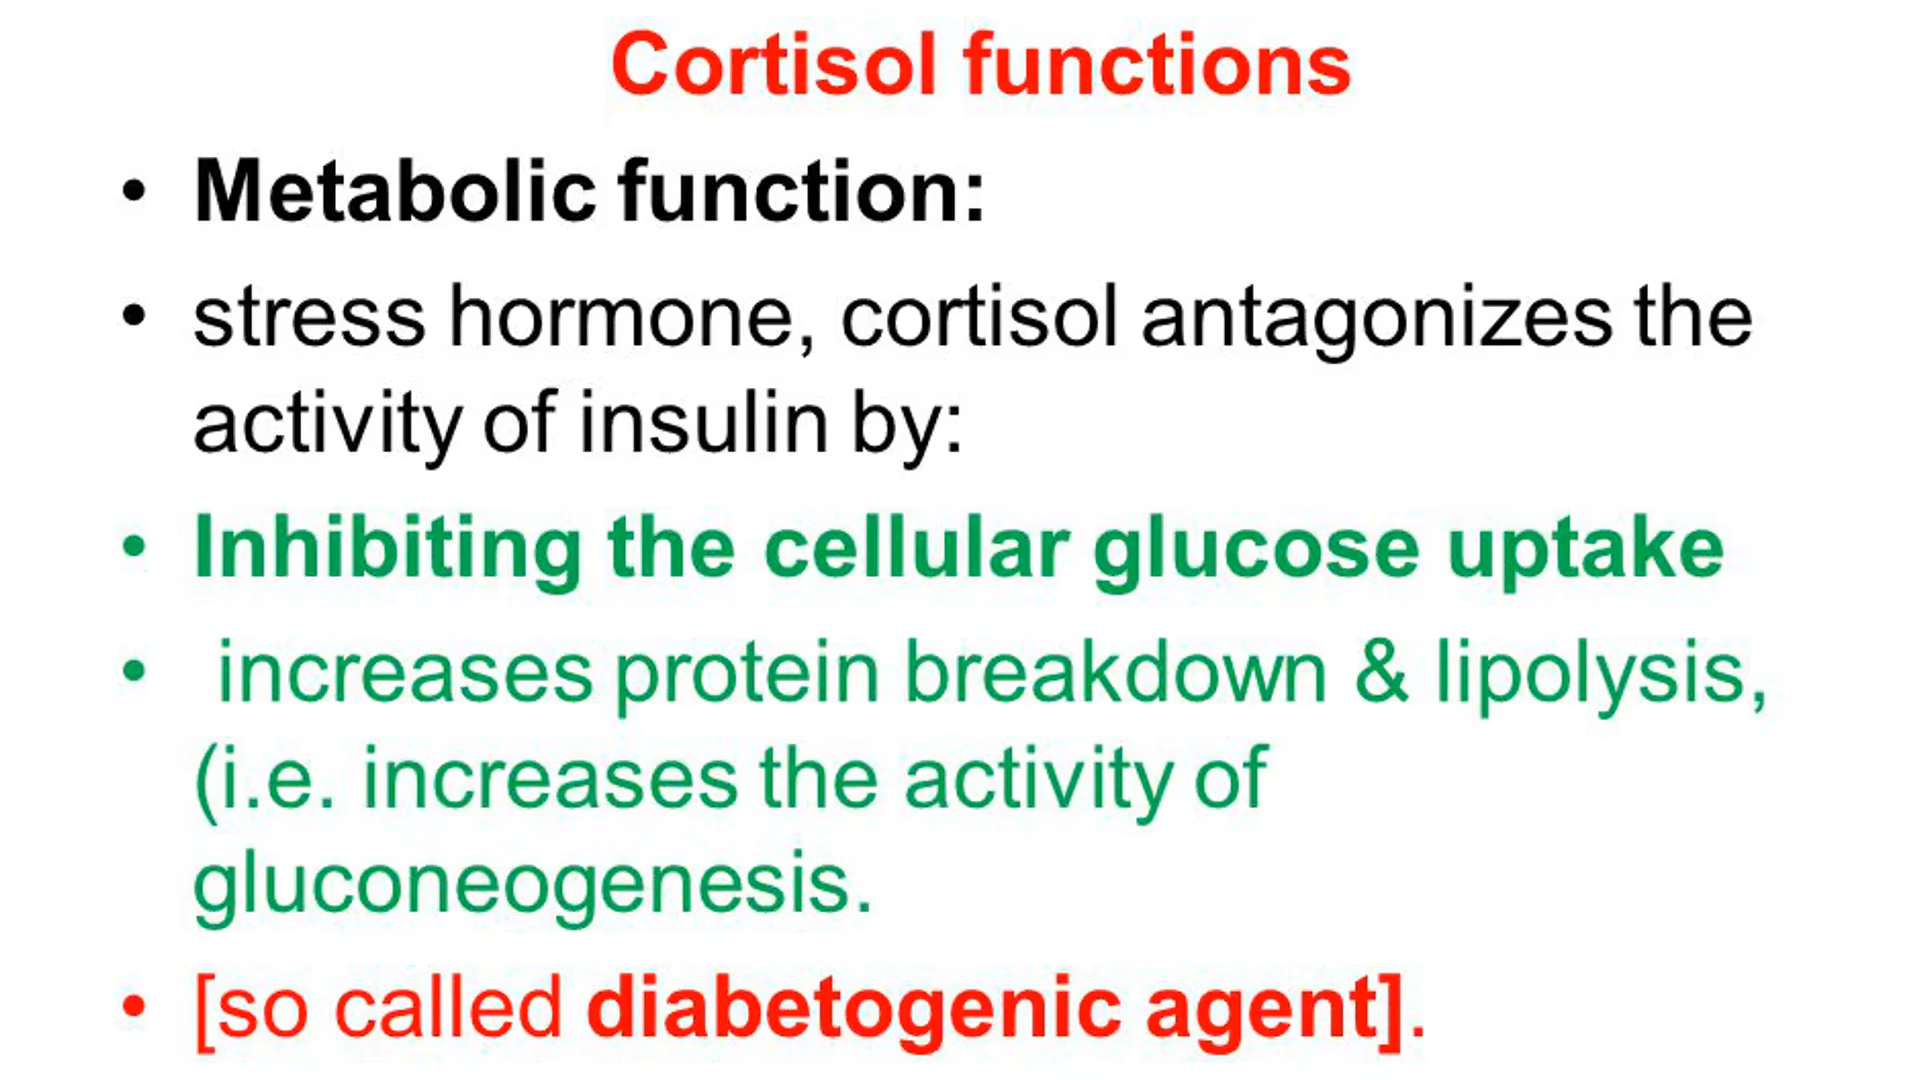 Cortisol functions
• Metabolic function:
• stress hormone, cortisol antagonizes the
activity of insulin by:
• Inhibiting the cellular glucose uptake
• increases protein breakdown & lipolysis,
(i.e. increases the activity of
gluconeogenesis.
• [so called diabetogenic agent].